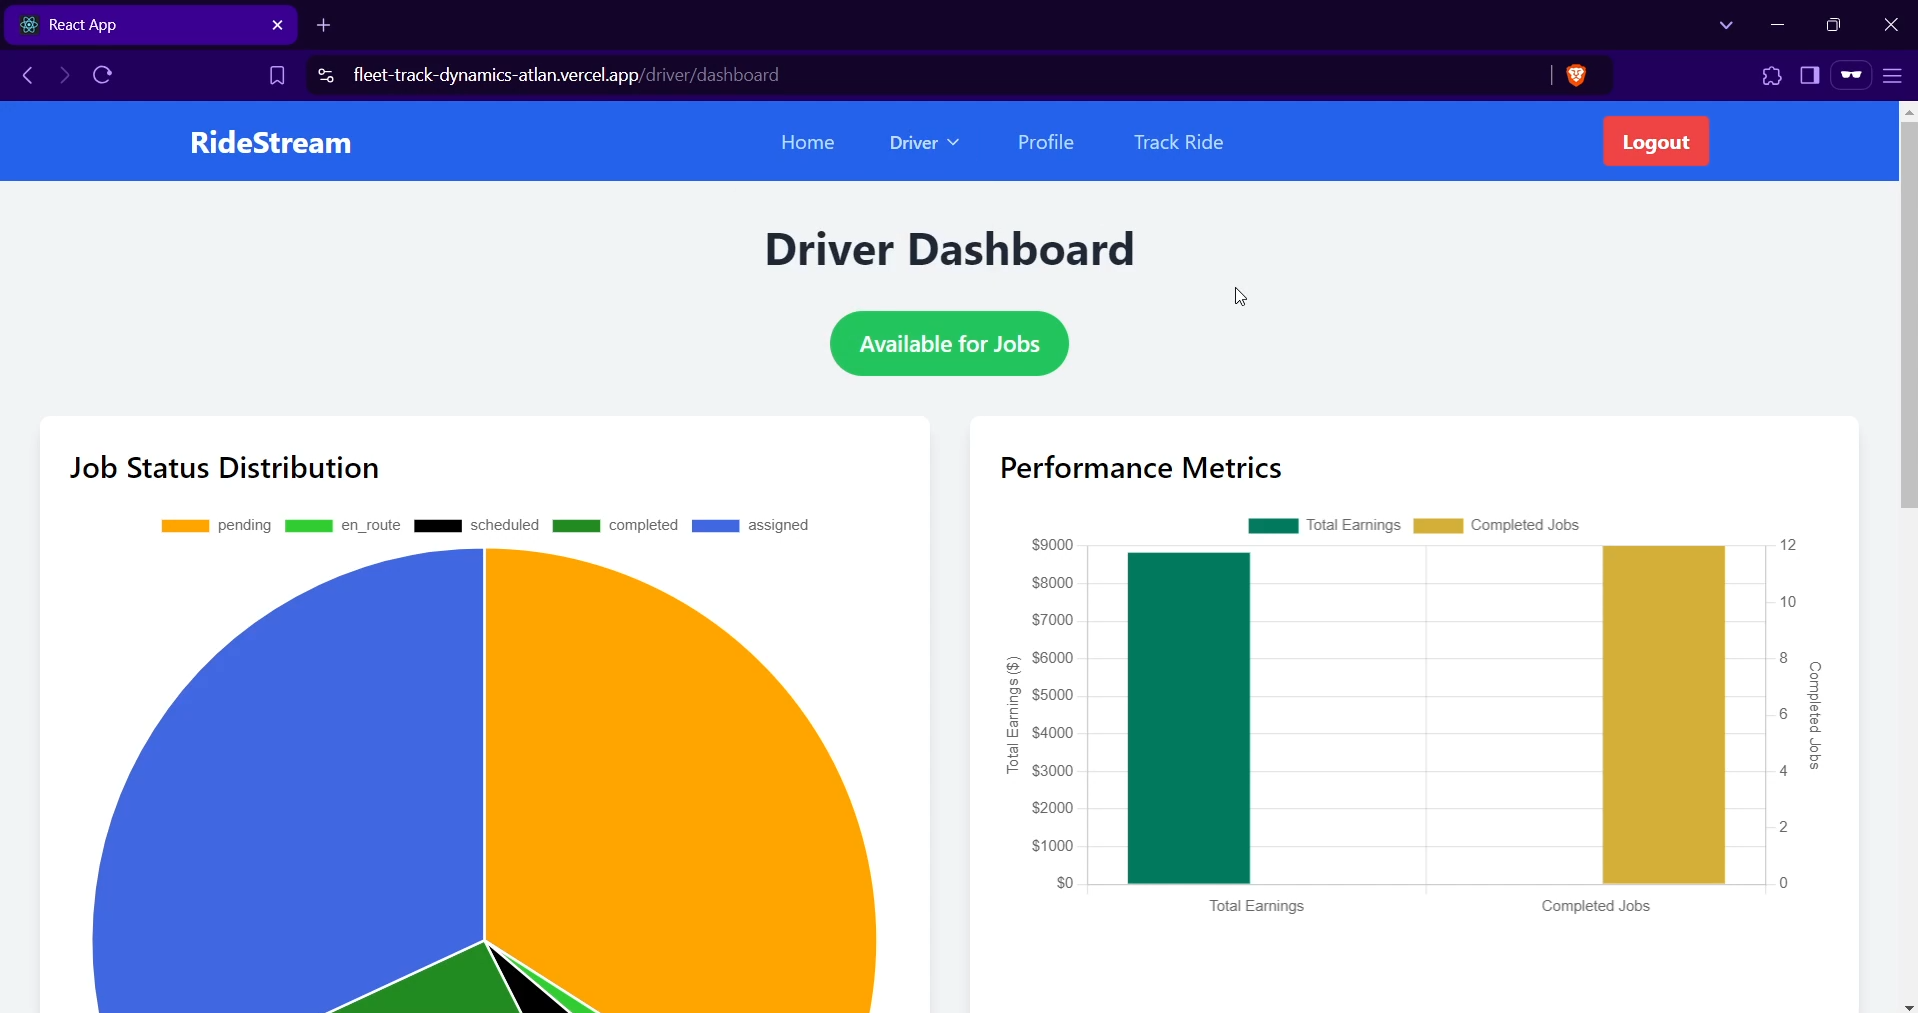 React App
fleet-track-dynamics-atlan.vercel.app/driver/dashboard
RideStream
Home
Driver
Profile
Track Ride
Logout
Driver Dashboard
Available for Jobs
Job Status Distribution
pending
en_route
scheduled
completed
assigned
Performance Metrics
Total Earnings
Completed Jobs
$9000
$8000
$7000
$6000
$5000
$4000
$3000
$2000
$1000
$0
Total Earnings ($)
12
10
8
6
4
2
0
Completed Jobs
Total Earnings
Completed Jobs